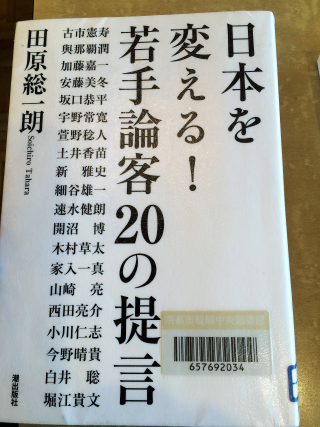 日本を
変える！
若手論客20の提言
古市憲寿
與那覇潤
加藤嘉一
安藤美冬
坂口恭平
宇野常寛
萱野稔人
土井香苗
新雅史
細谷雄一
速水健朗
開沼博
木村草太
家入一真
山崎亮
西田亮介
小川仁志
今野晴貴
白井聡
堀江貴文
田原総一朗
Soichiro Tahara
潮出版社
657692034